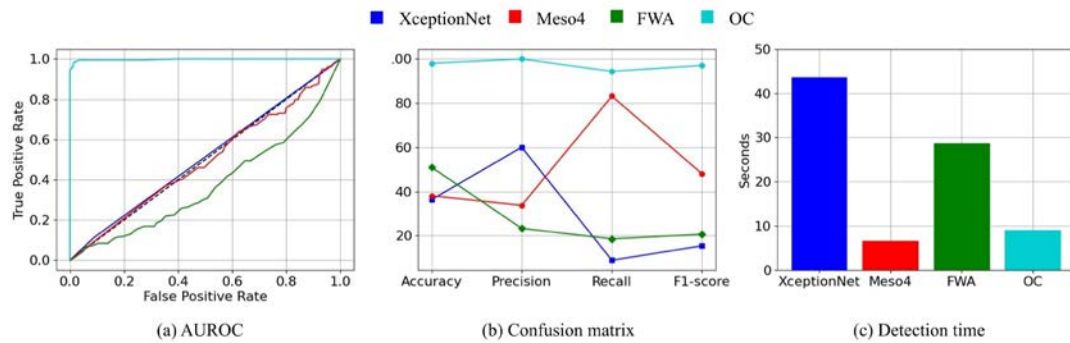 XceptionNet Meso4 FWA OC
1.0
0.8
0.6
0.4
0.2
0.0
True Positive Rate
0.0 0.2 0.4 0.6 0.8 1.0
False Positive Rate
(a) AUROC
.00
80
60
40
20
Accuracy Precision Recall F1-score
(b) Confusion matrix
50
40
30
20
10
0
Seconds
XceptionNet Meso4 FWA OC
(c) Detection time